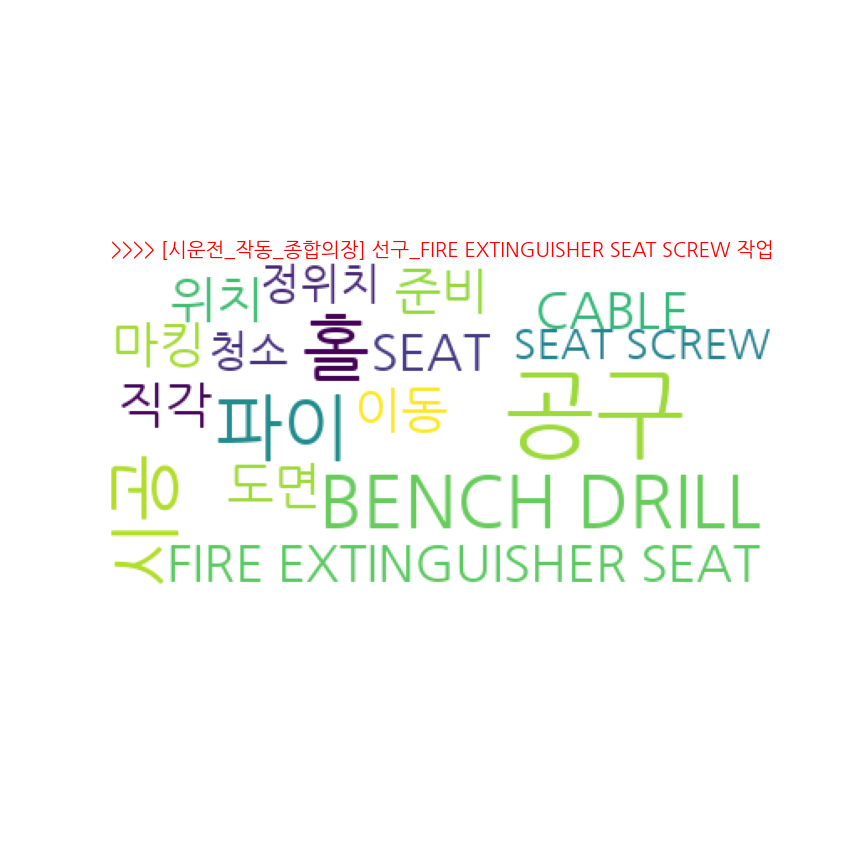 >>>> [시운전_작동_종합의장] 선구_FIRE EXTINGUISHER SEAT SCREW 작업
위치
정위치
준비
CABLE
마킹
청소
홀
SEAT
SEAT SCREW
직각
파이
이동
공구
도면
BENCH DRILL
FIRE EXTINGUISHER SEAT